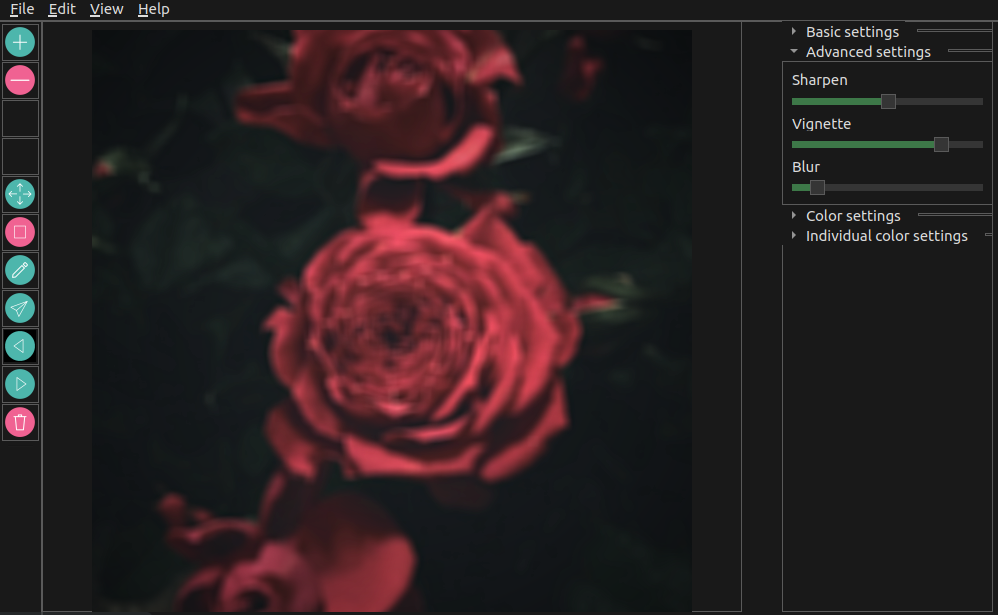 File Edit View Help
Basic settings
Advanced settings
Sharpen
Vignette
Blur
Color settings
Individual color settings